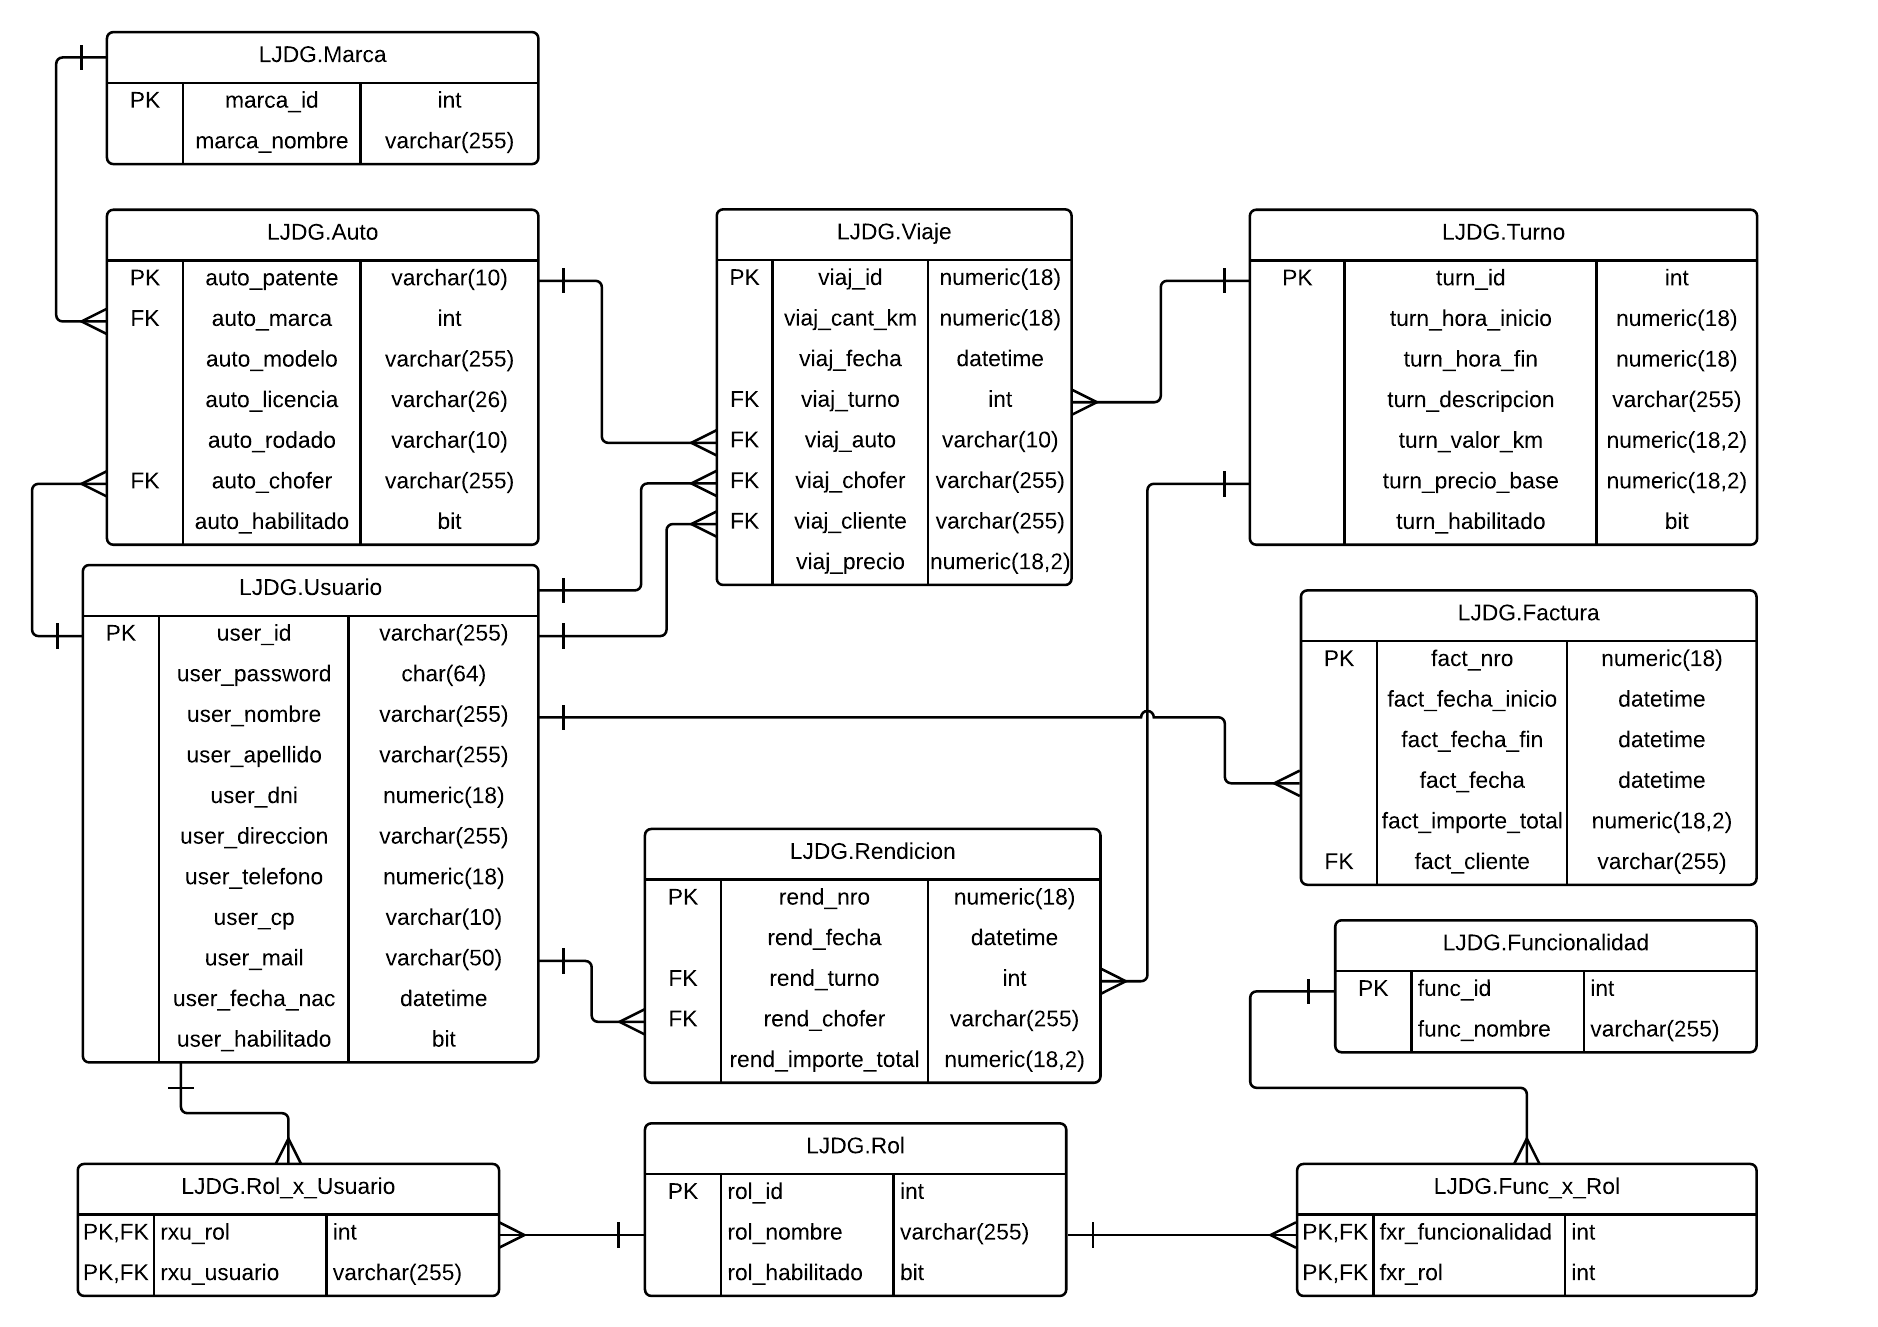 LJDG.Marca
PK marca_id int
marca_nombre varchar(255)
LJDG.Auto
PK auto_patente varchar(10)
FK auto_marca int
auto_modelo varchar(255)
auto_licencia varchar(26)
auto_rodado varchar(10)
FK auto_chofer varchar(255)
auto_habilitado bit
LJDG.Viaje
PK viaj_id numeric(18)
viaj_cant_km numeric(18)
viaj_fecha datetime
FK viaj_turno int
FK viaj_auto varchar(10)
FK viaj_chofer varchar(255)
FK viaj_cliente varchar(255)
viaj_precio numeric(18,2)
LJDG.Turno
PK turn_id int
turn_hora_inicio numeric(18)
turn_hora_fin numeric(18)
turn_descripcion varchar(255)
turn_valor_km numeric(18,2)
turn_precio_base numeric(18,2)
turn_habilitado bit
LJDG.Usuario
PK user_id varchar(255)
user_password char(64)
user_nombre varchar(255)
user_apellido varchar(255)
user_dni numeric(18)
user_direccion varchar(255)
user_telefono numeric(18)
user_cp varchar(10)
user_mail varchar(50)
user_fecha_nac datetime
user_habilitado bit
LJDG.Factura
PK fact_nro numeric(18)
fact_fecha_inicio datetime
fact_fecha_fin datetime
fact_fecha datetime
fact_importe_total numeric(18,2)
FK fact_cliente varchar(255)
LJDG.Rendicion
PK rend_nro numeric(18)
rend_fecha datetime
FK rend_turno int
FK rend_chofer varchar(255)
rend_importe_total numeric(18,2)
LJDG.Funcionalidad
PK func_id int
func_nombre varchar(255)
LJDG.Rol_x_Usuario
PK,FK rxu_rol int
PK,FK rxu_usuario varchar(255)
LJDG.Rol
PK rol_id int
rol_nombre varchar(255)
rol_habilitado bit
LJDG.Func_x_Rol
PK,FK fxr_funcionalidad int
PK,FK fxr_rol int